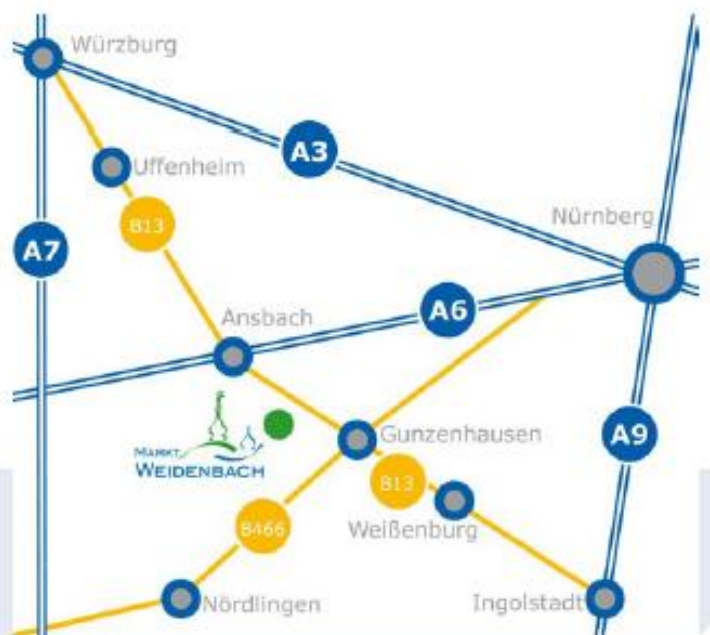 Würzburg
A3
Uffenheim
Nürnberg
B13
A7
A6
Ansbach
Gunzenhausen
A9
MARKT
WEIDENBACH
B13
B466
Weißenburg
Nördlingen
Ingolstadt